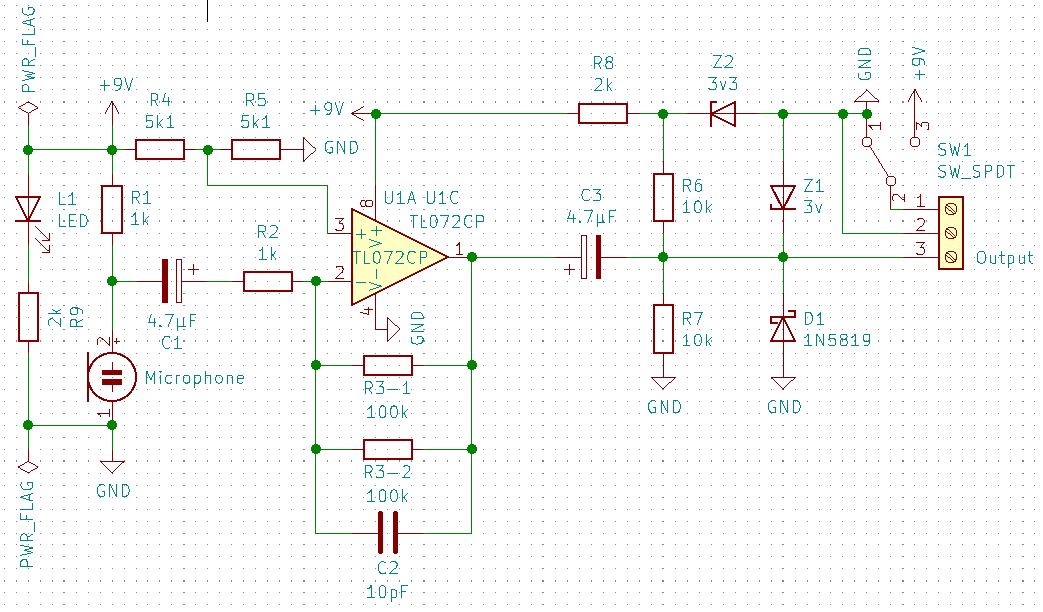 PWR_FLAG
+9V
R4
5k1
R5
5k1
GND
+9V
R8
2k
Z2
3v3
GND
+9V
1
3
SW1
SW_SPDT
2
L1
LED
R1
1k
R2
1k
U1A U1C
TL072CP
TL072CP
8
3
+
V+
2
-
V-
1
4
GND
C3
4.7µF
+
R6
10k
Z1
3v
1
2
3
Output
2k
R9
+
4.7µF
C1
2
+
Microphone
1
GND
PWR_FLAG
R3-1
100k
R3-2
100k
C2
10pF
R7
10k
GND
D1
1N5819
GND